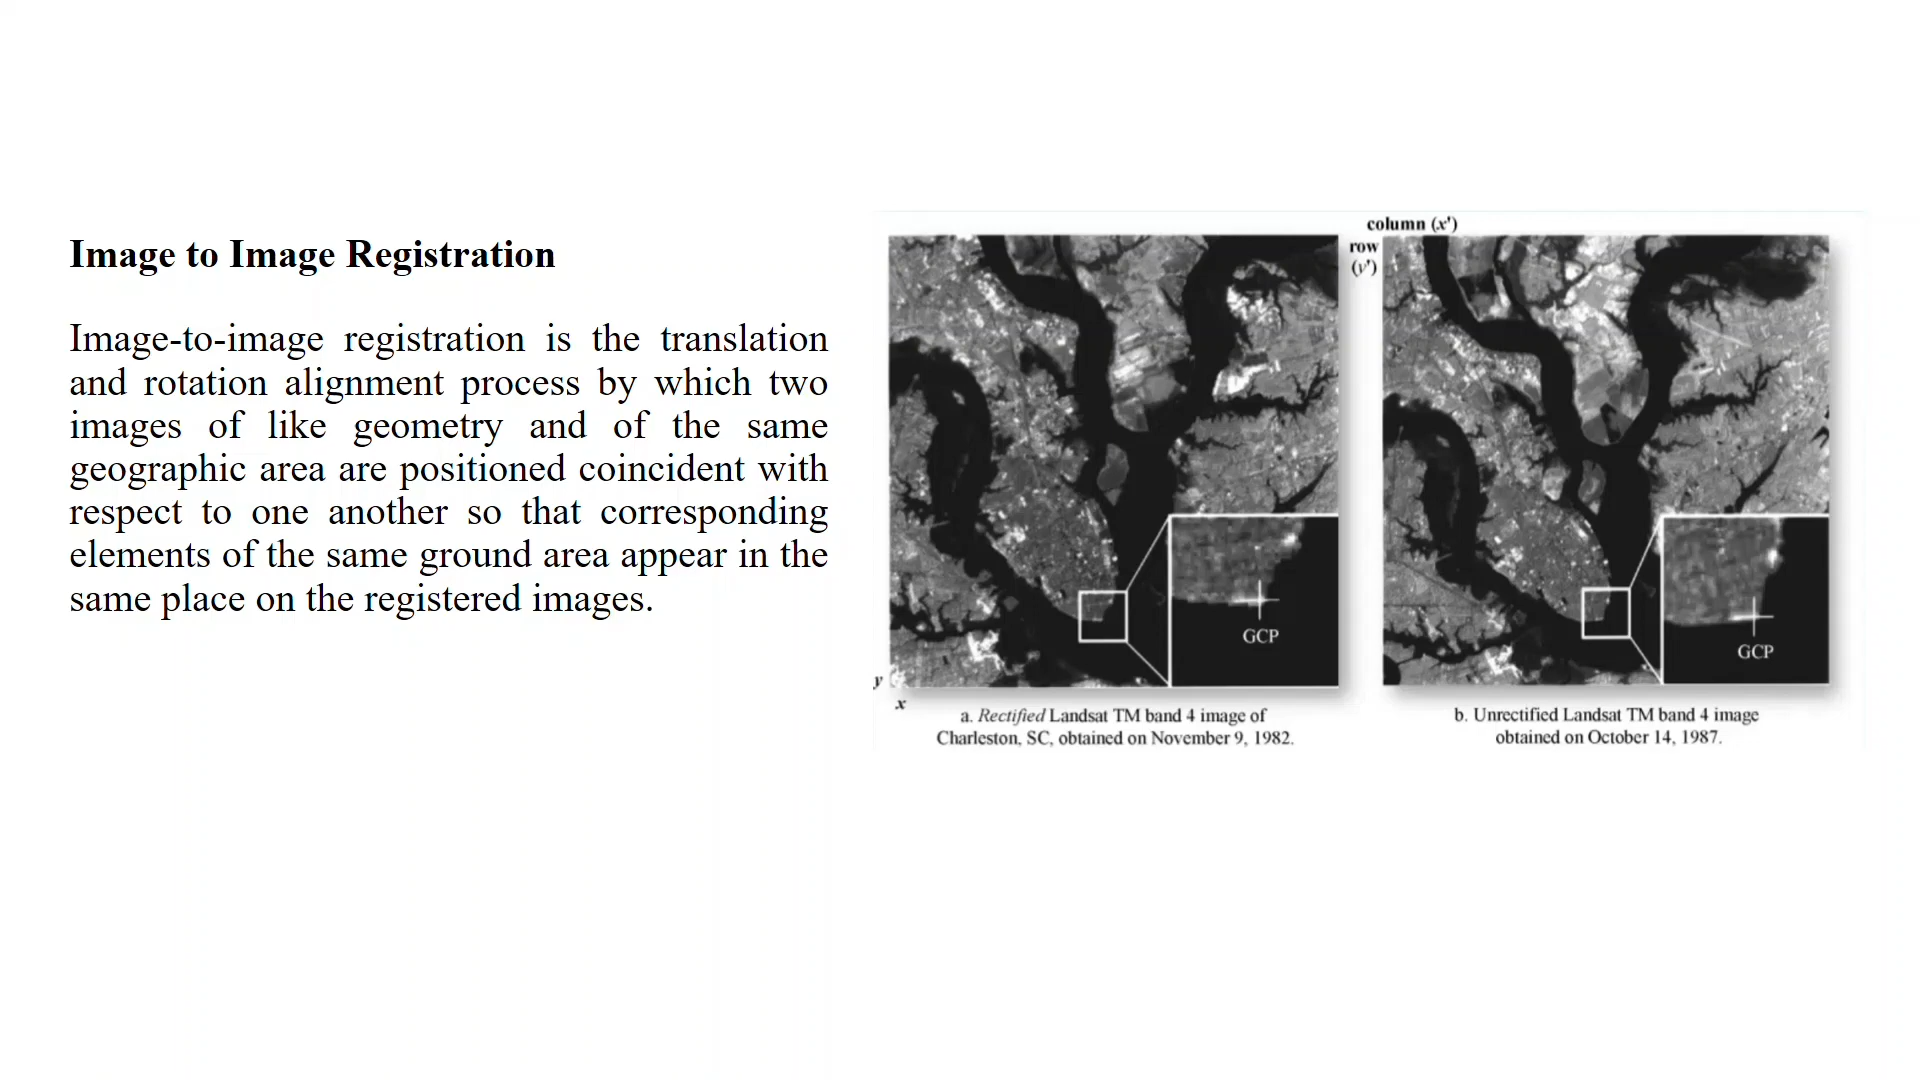 Image to Image Registration
Image-to-image registration is the translation
and rotation alignment process by which two
images of like geometry and of the same
geographic area are positioned coincident with
respect to one another so that corresponding
elements of the same ground area appear in the
same place on the registered images.
column (x')
row
(y')
GCP
GCP
y
x
a. Rectified Landsat TM band 4 image of
Charleston, SC, obtained on November 9, 1982.
b. Unrectified Landsat TM band 4 image
obtained on October 14, 1987.